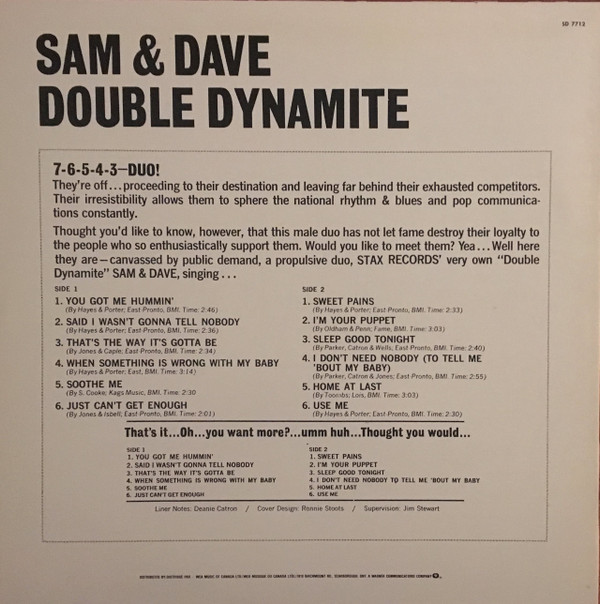 SD 7712
SAM & DAVE
DOUBLE DYNAMITE
7-6-5-4-3—DUO!
They're off...proceeding to their destination and leaving far behind their exhausted competitors.
Their irresistibility allows them to sphere the national rhythm & blues and pop communica-
tions constantly.
Thought you'd like to know, however, that this male duo has not let fame destroy their loyalty to
the people who so enthusiastically support them. Would you like to meet them? Yea...Well here
they are—canvassed by public demand, a propulsive duo, STAX RECORDS' very own "Double
Dynamite" SAM & DAVE, singing...
SIDE 1
1. YOU GOT ME HUMMIN'
(By Hayes & Porter; East Pronto, BMI. Time: 2:46)
2. SAID I WASN'T GONNA TELL NOBODY
(By Hayes & Porter; East Pronto, BMI. Time: 2:36)
3. THAT'S THE WAY IT'S GOTTA BE
(By Jones & Caple; East Pronto, BMI. Time: 2:34)
4. WHEN SOMETHING IS WRONG WITH MY BABY
(By Hayes & Porter; East, BMI. Time: 3:14)
5. SOOTHE ME
(By S. Cooke; Kags Music, BMI. Time: 2:30
6. JUST CAN'T GET ENOUGH
(By Jones & Isbell; East Pronto, BMI. Time: 2:01)
SIDE 2
1. SWEET PAINS
(By Hayes & Porter; East Pronto, BMI. Time: 2:33)
2. I'M YOUR PUPPET
(By Oldham & Penn; Fame, BMI. Time: 3:03)
3. SLEEP GOOD TONIGHT
(By Parker, Catron & Wells; East Pronto, BMI. Time: 2:40)
4. I DON'T NEED NOBODY (TO TELL ME
'BOUT MY BABY)
(By Parker, Catron & Jones; East Pronto, BMI. Time: 2:55)
5. HOME AT LAST
(By Toombs; Lois, BMI. Time: 3:03)
6. USE ME
(By Hayes & Porter; East Pronto, BMI. Time: 2:30)
That's it...Oh...you want more?...umm huh...Thought you would...
SIDE 1
1. YOU GOT ME HUMMIN'
2. SAID I WASN'T GONNA TELL NOBODY
3. THAT'S THE WAY IT'S GOTTA BE
4. WHEN SOMETHING IS WRONG WITH MY BABY
5. SOOTHE ME
6. JUST CAN'T GET ENOUGH
SIDE 2
1. SWEET PAINS
2. I'M YOUR PUPPET
3. SLEEP GOOD TONIGHT
4. I DON'T NEED NOBODY TO TELL ME 'BOUT MY BABY
5. HOME AT LAST
6. USE ME
Liner Notes: Deanie Catron / Cover Design: Ronnie Stoots / Supervision: Jim Stewart
DISTRIBUTED BY WEA MUSIC OF CANADA LTD. A WARNER COMMUNICATIONS COMPANY